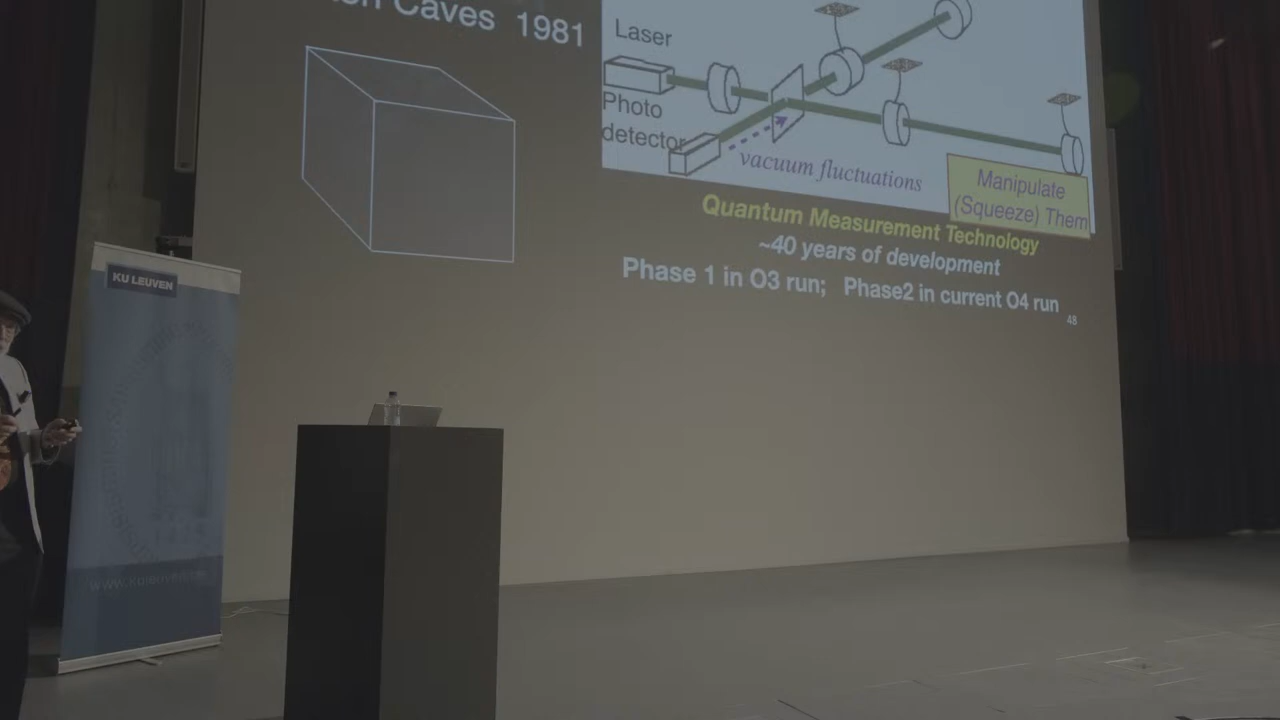 Caves 1981
Laser
Photo
detector
vacuum fluctuations
Manipulate
(Squeeze) Them
Quantum Measurement Technology
~40 years of development
Phase 1 in O3 run; Phase2 in current O4 run
48
KU LEUVEN